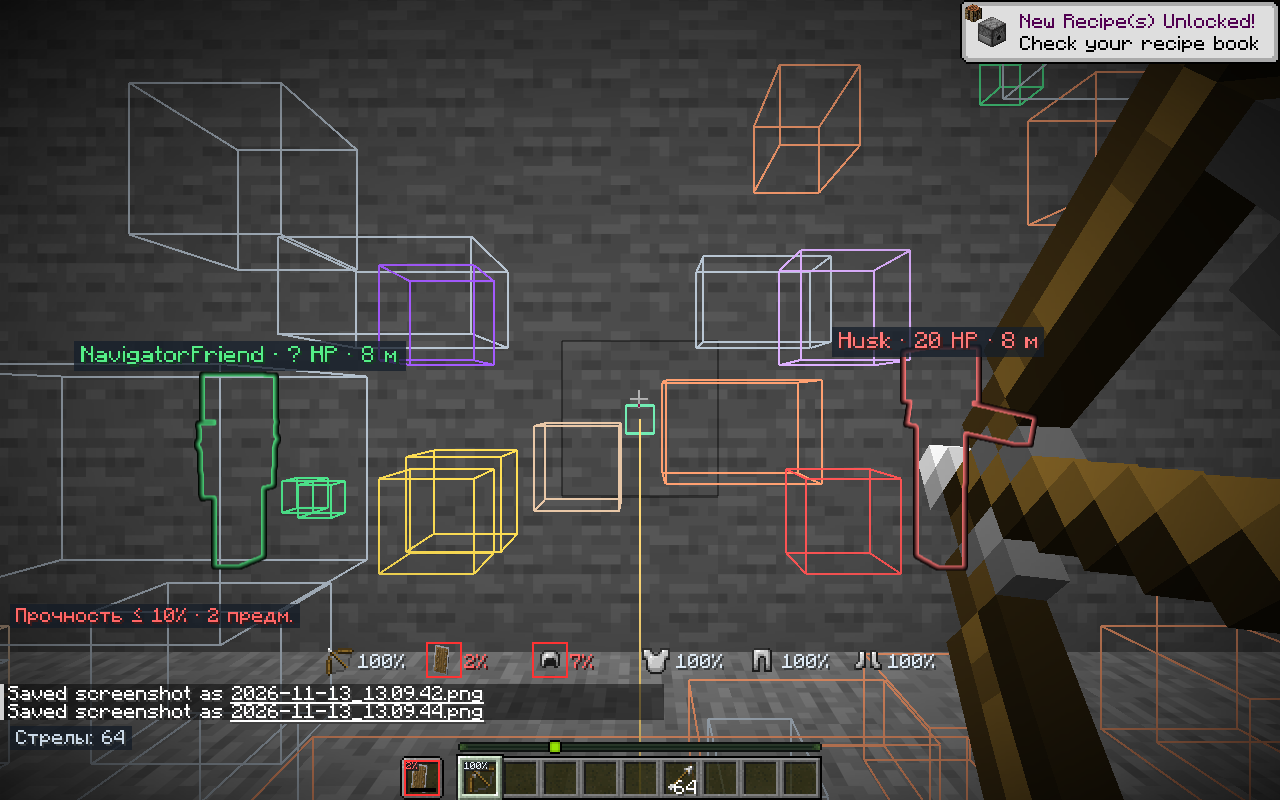 New Recipe(s) Unlocked!
Check your recipe book
NavigatorFriend · ? HP · 8 м
Husk · 20 HP · 8 м
Прочность ≤ 10% · 2 предм.
100% 2% 7% 100% 100% 100%
Saved screenshot as 2026-11-13_13.09.42.png
Saved screenshot as 2026-11-13_13.09.44.png
Стрелы: 64
2% 100% 64